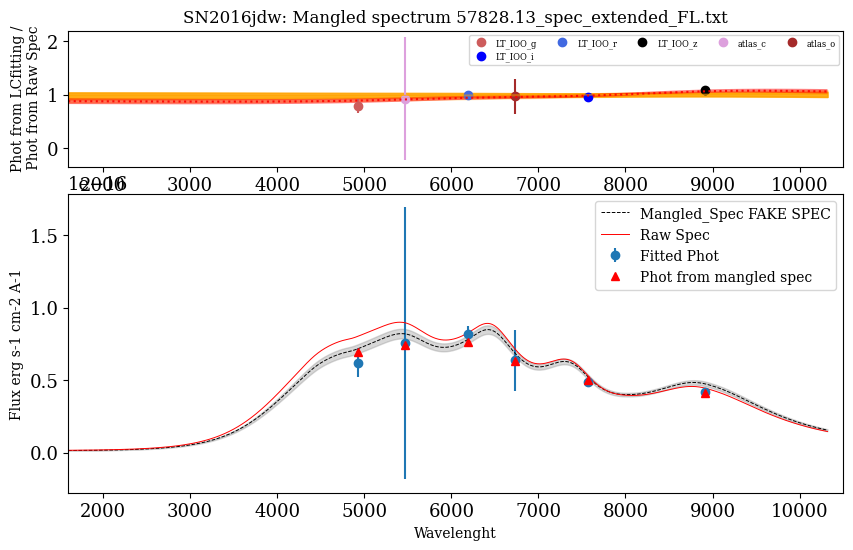 SN2016jdw: Mangled spectrum 57828.13_spec_extended_FL.txt
Phot from LCfitting /
Phot from Raw Spec
2
1
0
LT_IOO_g
LT_IOO_r
LT_IOO_z
atlas_c
atlas_o
LT_IOO_i
2000 3000 4000 5000 6000 7000 8000 9000 10000
1e−16
Flux erg s-1 cm-2 A-1
1.5
1.0
0.5
0.0
Mangled_Spec FAKE SPEC
Raw Spec
Fitted Phot
Phot from mangled spec
2000 3000 4000 5000 6000 7000 8000 9000 10000
Wavelenght